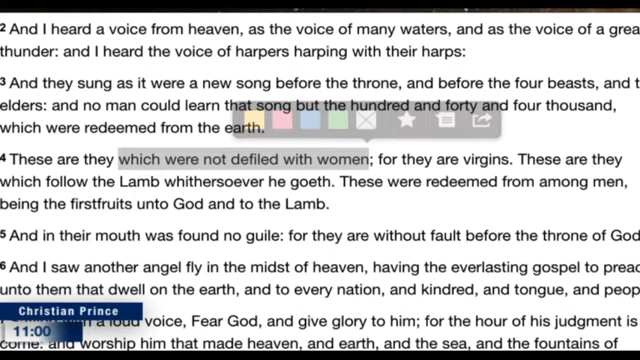 2 And I heard a voice from heaven, as the voice of many waters, and as the voice of a grea
thunder: and I heard the voice of harpers harping with their harps:
3 And they sung as it were a new song before the throne, and before the four beasts, and t
elders: and no man could learn that song but the hundred and forty and four thousand,
which were redeemed from the earth.
4 These are they which were not defiled with women; for they are virgins. These are they
which follow the Lamb whithersoever he goeth. These were redeemed from among men,
being the firstfruits unto God and to the Lamb.
5 And in their mouth was found no guile: for they are without fault before the throne of God
6 And I saw another angel fly in the midst of heaven, having the everlasting gospel to preac
unto them that dwell on the earth, and to every nation, and kindred, and tongue, and peop
Christian Prince
11:00
a loud voice, Fear God, and give glory to him; for the hour of his judgment is
come: and worship him that made heaven, and earth, and the sea, and the fountains of